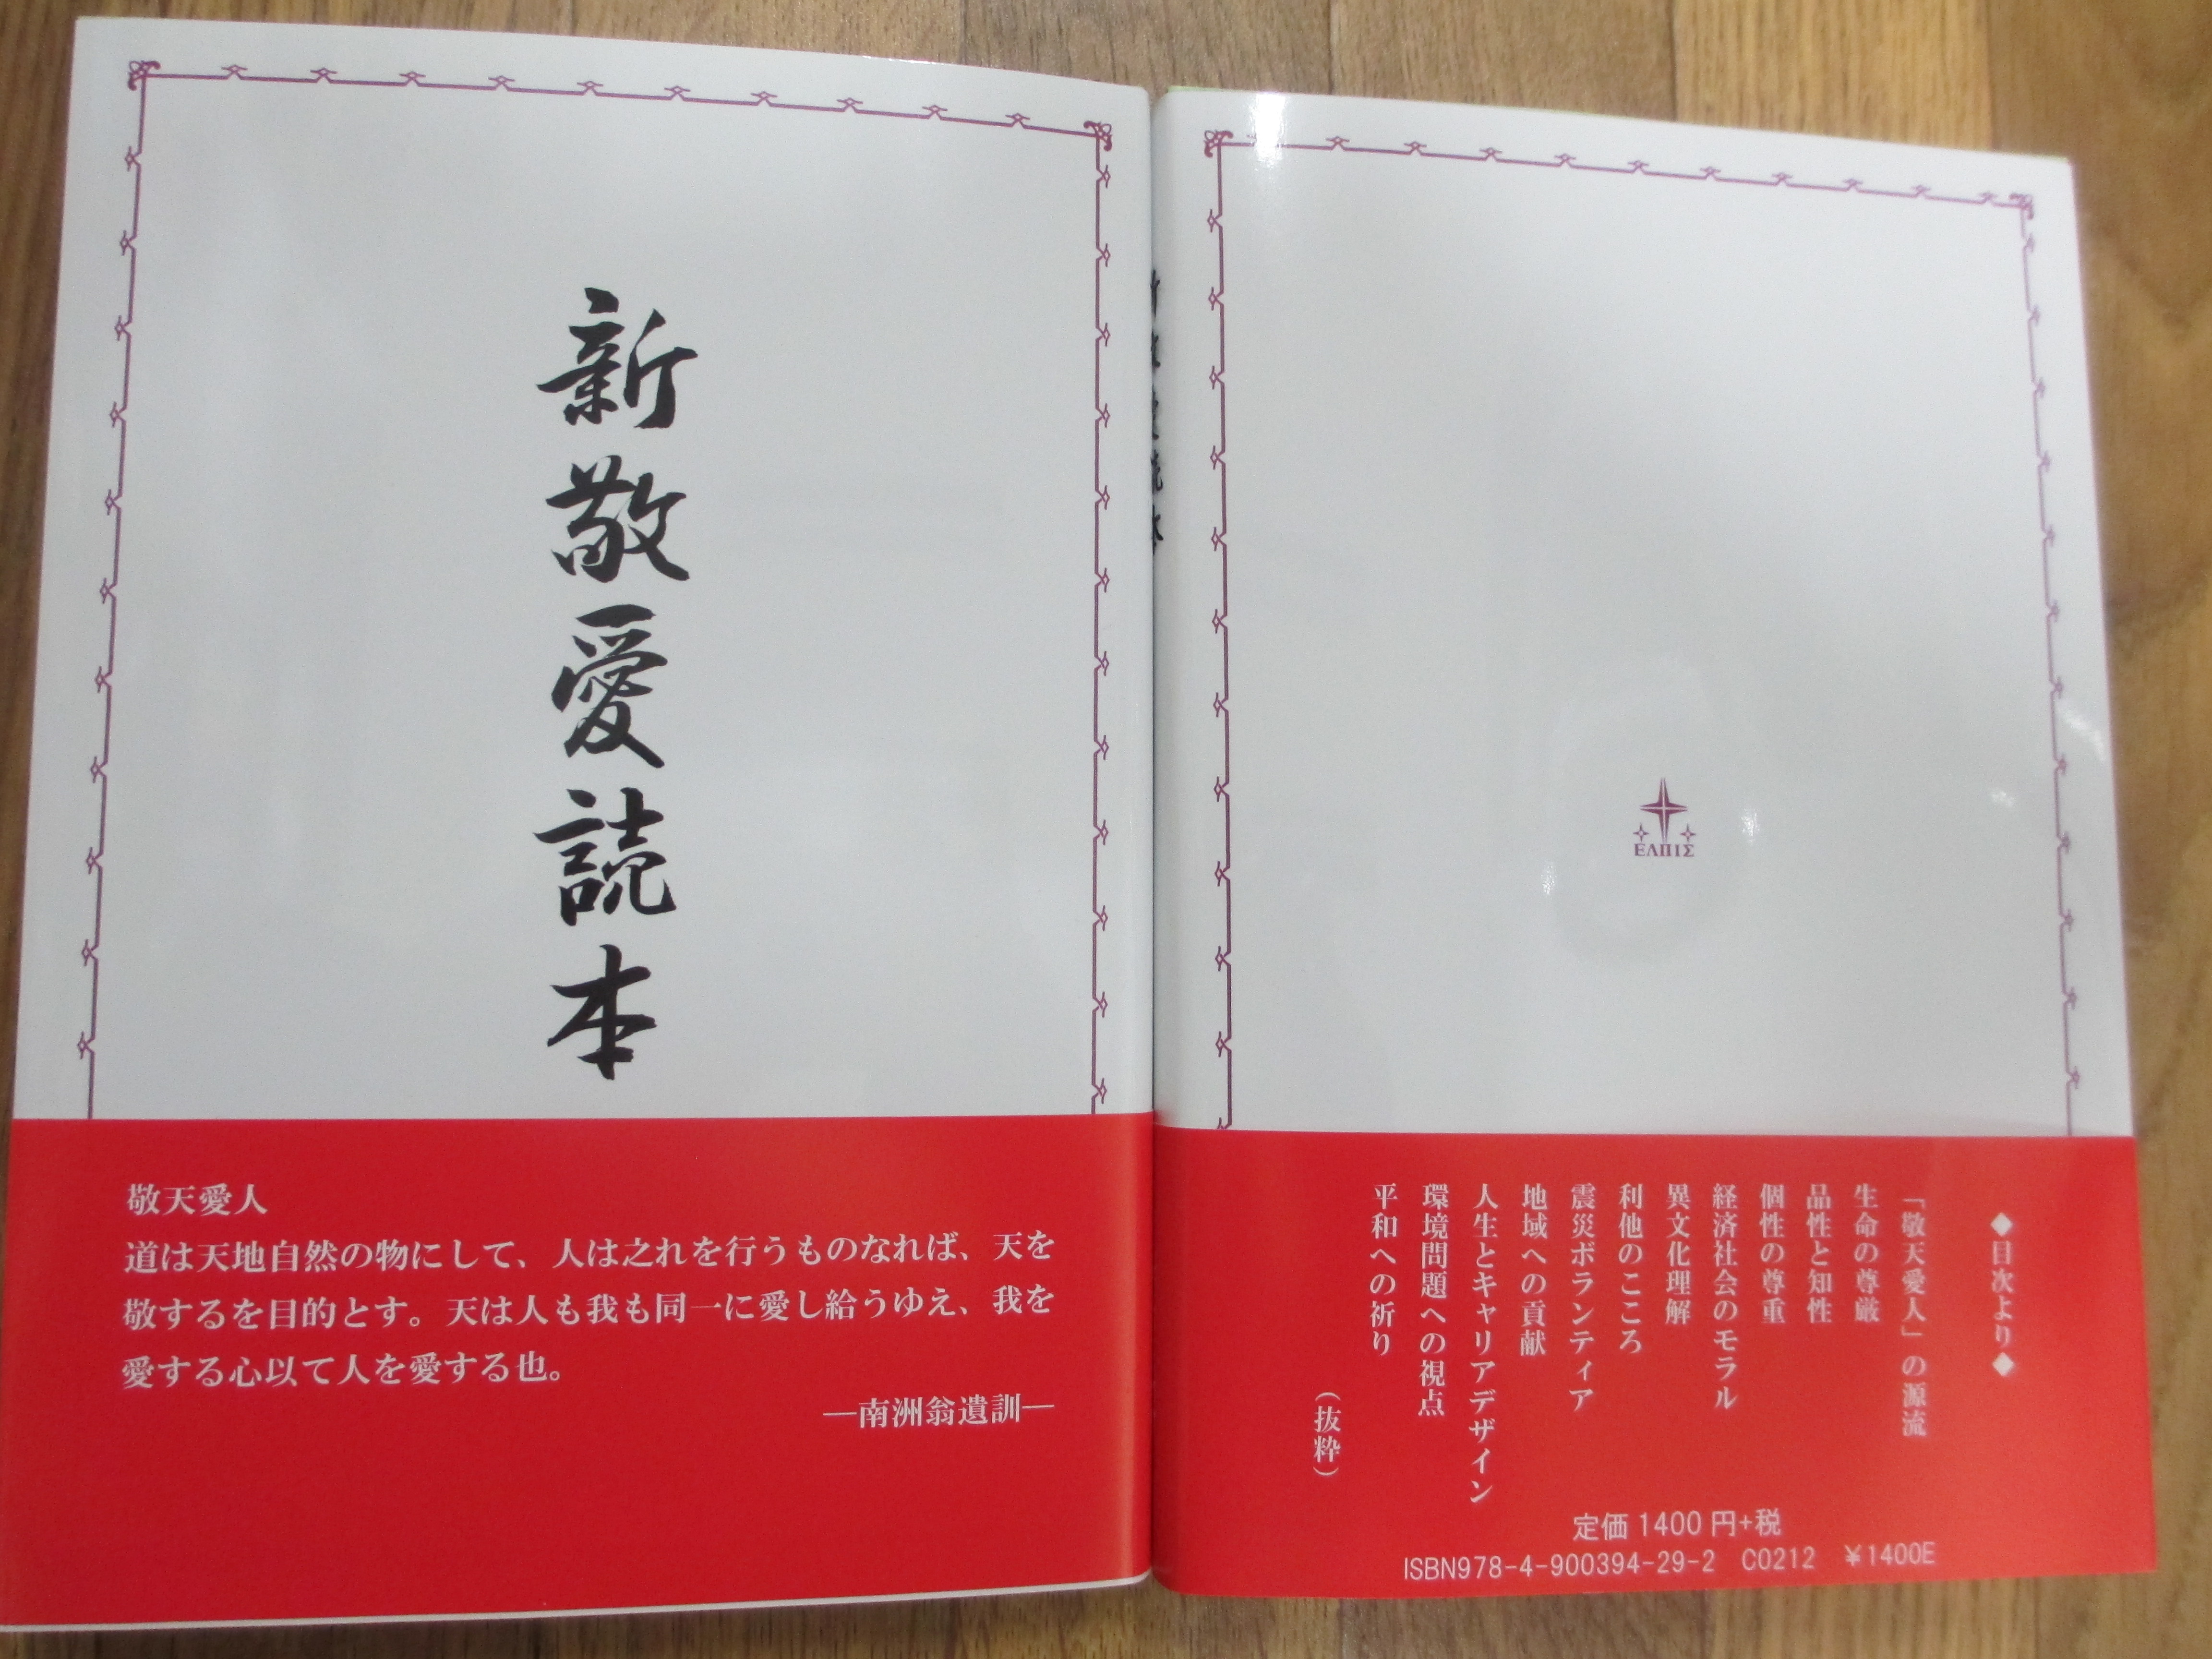 新敬愛読本
敬天愛人
道は天地自然の物にして、人は之れを行うものなれば、天を
敬するを目的とす。天は人も我も同一に愛し給うゆえ、我を
愛する心以て人を愛する也。
―南洲翁遺訓―
新敬愛読本
ΕΛΠΙΣ
◆目次より◆
「敬天愛人」の源流
生命の尊厳
品性と知性
個性の尊重
経済社会のモラル
異文化理解
利他のこころ
震災ボランティア
地域への貢献
人生とキャリアデザイン
環境問題への視点
平和への祈り
（抜粋）
定価1400円+税
ISBN978-4-900394-29-2 C0212 ￥1400E